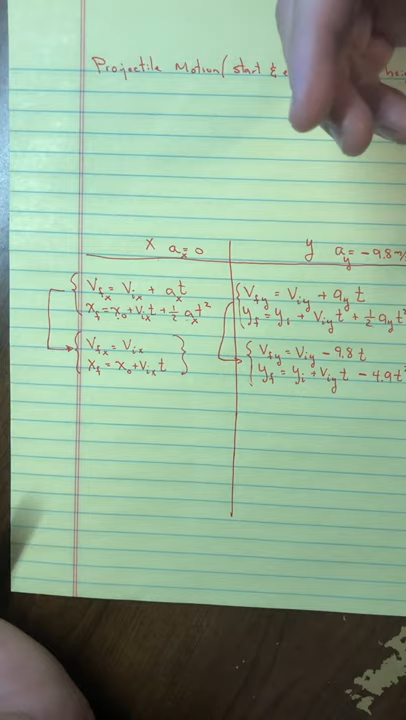 Projectile Motion (start &
x aₓ = 0
y a_y = -9.8 m/
V_fx = V_ix + aₓt
x_f = x₀ + V_ix t + ½ aₓt²
V_fx = V_ix
x_f = x₀ + V_ix t
V_fy = V_iy + a_y t
y_f = y_i + V_iy t + ½ a_y t²
V_fy = V_iy - 9.8 t
y_f = y_i + V_iy t - 4.9 t²